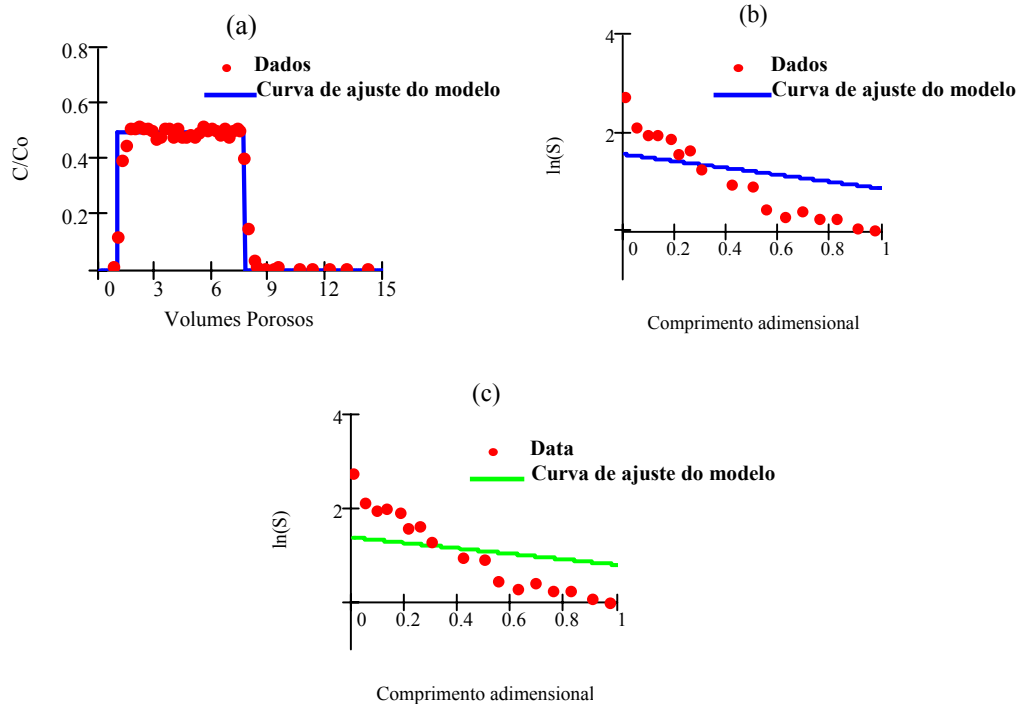 (a)
0.8
0.6
0.4
0.2
C/Co
Dados
Curva de ajuste do modelo
0 3 6 9 12 15
Volumes Porosos
(b)
4
2
ln(S)
Dados
Curva de ajuste do modelo
0 0.2 0.4 0.6 0.8 1
Comprimento adimensional
(c)
4
2
ln(S)
Data
Curva de ajuste do modelo
0 0.2 0.4 0.6 0.8 1
Comprimento adimensional